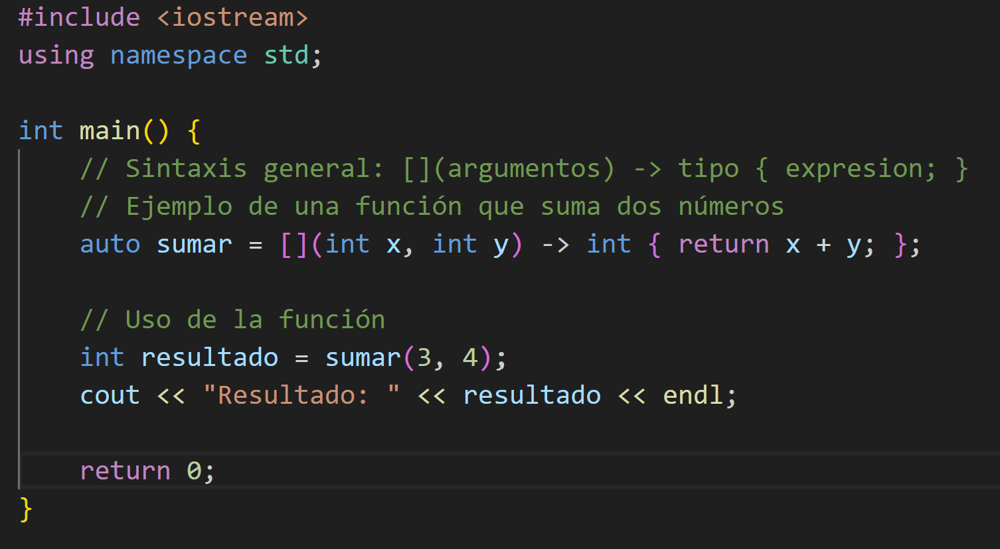 #include <iostream>
using namespace std;
int main() {
// Sintaxis general: [](argumentos) -> tipo { expresion; }
// Ejemplo de una función que suma dos números
auto sumar = [](int x, int y) -> int { return x + y; };
// Uso de la función
int resultado = sumar(3, 4);
cout << "Resultado: " << resultado << endl;
return 0;
}